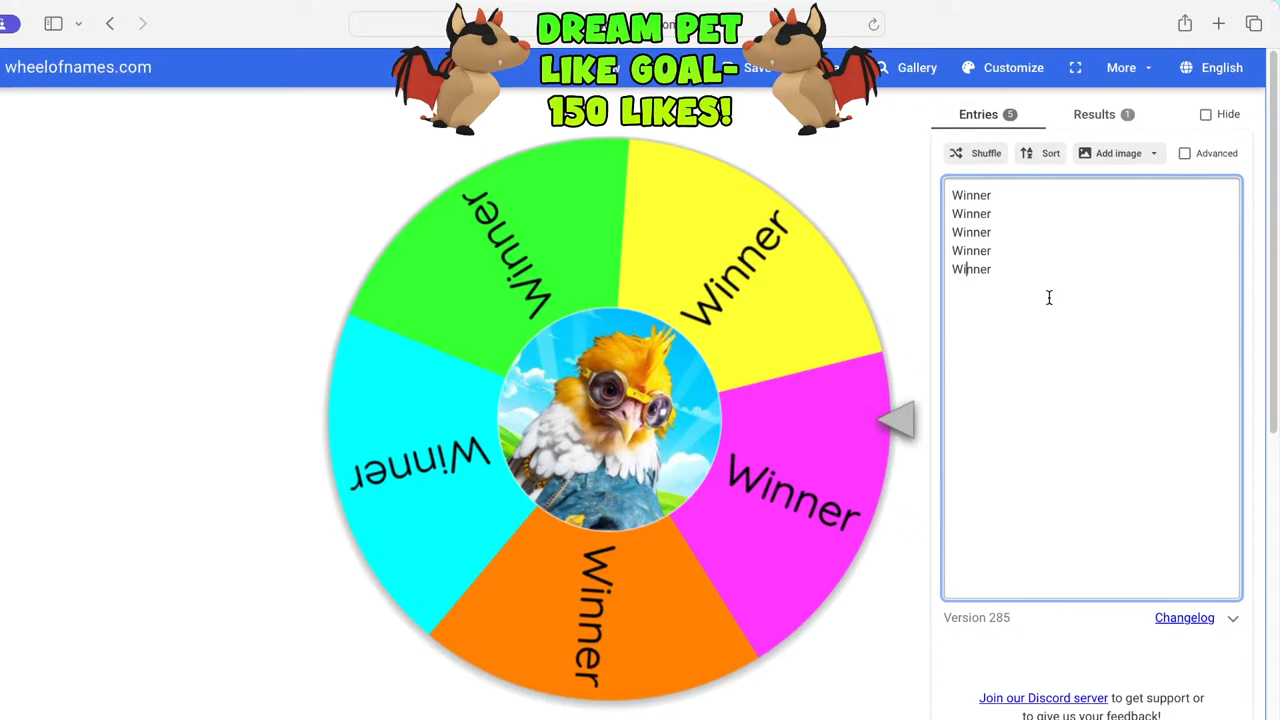 DREAM PET
LIKE GOAL-
150 LIKES!
wheelofnames.com
Gallery
Customize
More
English
Entries 5
Results 1
Hide
Shuffle
Sort
Add image
Advanced
Winner
Winner
Winner
Winner
Winner
Winner
Winner
Winner
Winner
Winner
Version 285
Changelog
Join our Discord server to get support or
to give us your feedback!